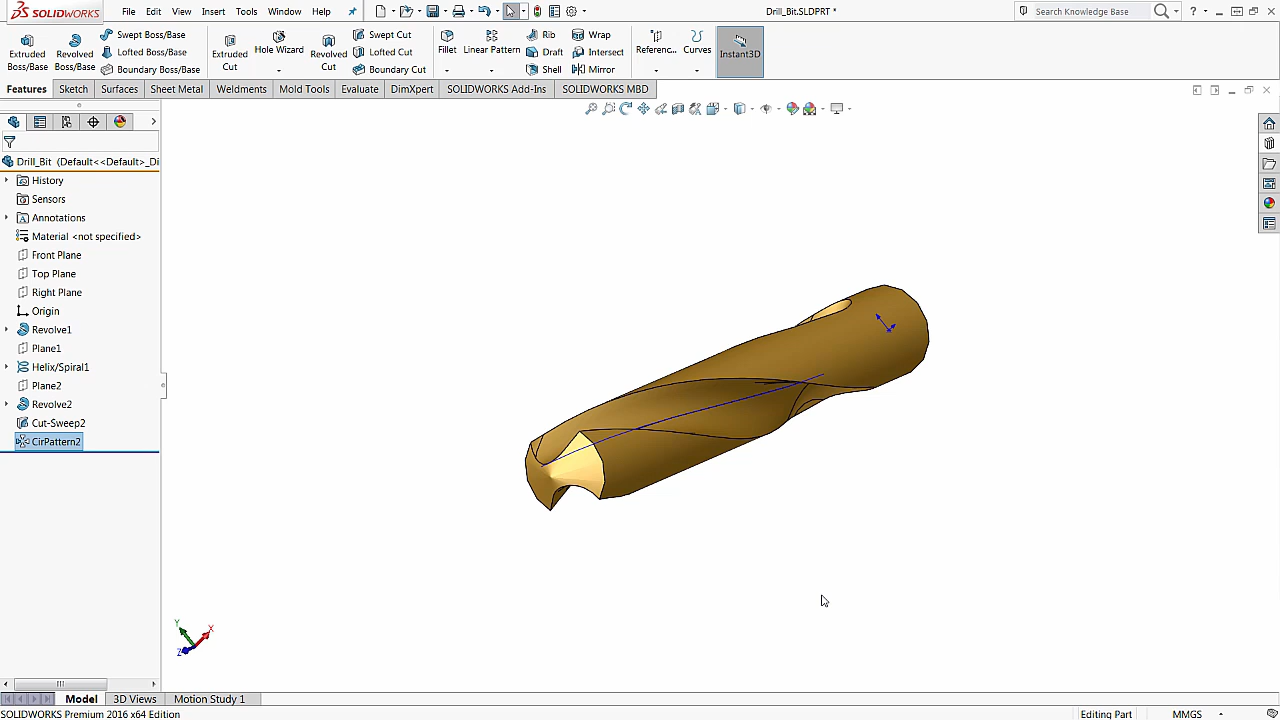 SOLIDWORKS File Edit View Insert Tools Window Help Drill_Bit.SLDPRT * Search Knowledge Base ?
Extruded Boss/Base
Revolved Boss/Base
Swept Boss/Base
Lofted Boss/Base
Boundary Boss/Base
Extruded Cut
Hole Wizard
Revolved Cut
Swept Cut
Lofted Cut
Boundary Cut
Fillet
Linear Pattern
Rib
Draft
Shell
Wrap
Intersect
Mirror
Referenc...
Curves
Instant3D
Features Sketch Surfaces Sheet Metal Weldments Mold Tools Evaluate DimXpert SOLIDWORKS Add-Ins SOLIDWORKS MBD
Drill_Bit (Default<<Default>_Di
History
Sensors
Annotations
Material <not specified>
Front Plane
Top Plane
Right Plane
Origin
Revolve1
Plane1
Helix/Spiral1
Plane2
Revolve2
Cut-Sweep2
CirPattern2
Y
X
Z
Model 3D Views Motion Study 1
SOLIDWORKS Premium 2016 x64 Edition Editing Part MMGS